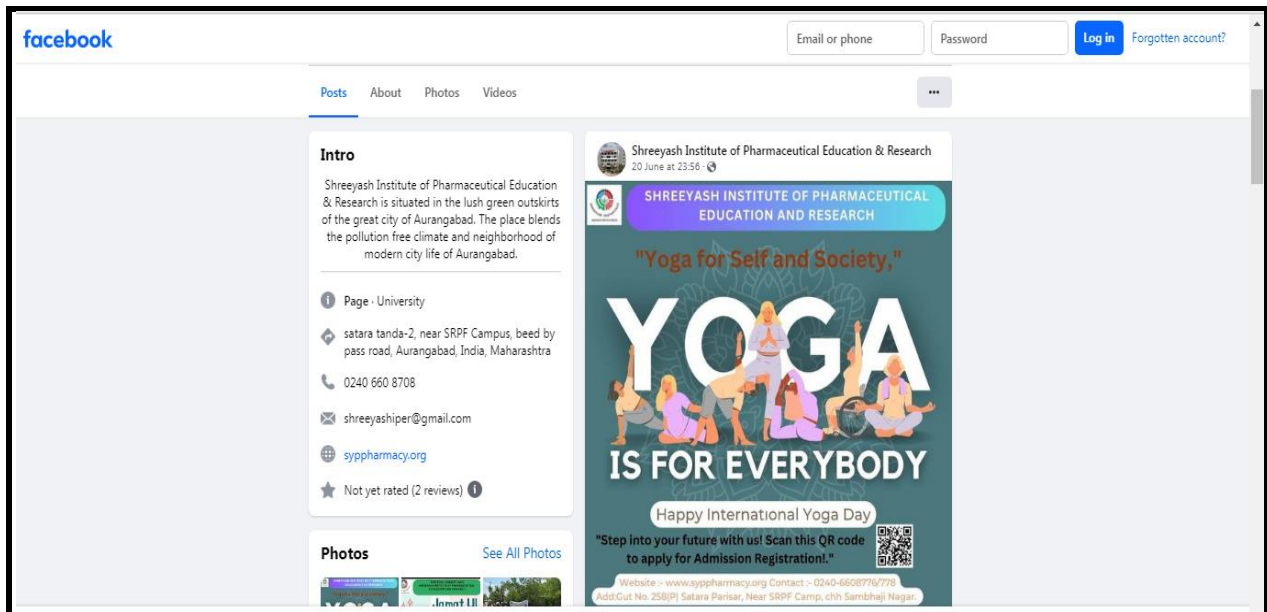 facebook
Email or phone
Password
Log in
Forgotten account?
Posts
About
Photos
Videos
Intro
Shreeyash Institute of Pharmaceutical Education
& Research is situated in the lush green outskirts
of the great city of Aurangabad. The place blends
the pollution free climate and neighborhood of
modern city life of Aurangabad.
Page · University
satara tanda-2, near SRPF Campus, beed by
pass road, Aurangabad, India, Maharashtra
0240 660 8708
shreeyashiper@gmail.com
syppharmacy.org
Not yet rated (2 reviews)
Photos
See All Photos
Shreeyash Institute of Pharmaceutical Education & Research
20 June at 23:56 ·
SHREEYASH INSTITUTE OF PHARMACEUTICAL
EDUCATION AND RESEARCH
"Yoga for Self and Society,"
YOGA
IS FOR EVERYBODY
Happy International Yoga Day
"Step into your future with us! Scan this QR code
to apply for Admission Registration!."
Website :- www.syppharmacy.org Contact :- 0240-6608776/778
Add:Gut No. 258(P) Satara Parisar, Near SRPF Camp, chh Sambhaji Nagar.